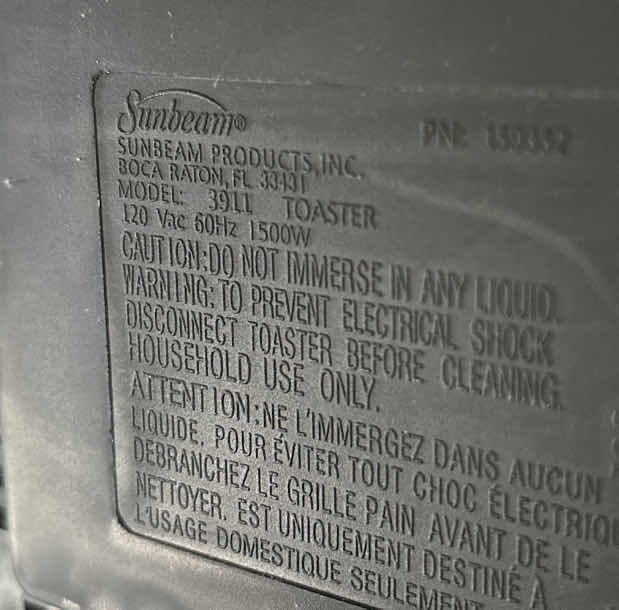 Sunbeam®
PN: 150352
SUNBEAM PRODUCTS, INC.
BOCA RATON, FL 33431
MODEL: 3911 TOASTER
120 Vac 60Hz 1500W
CAUTION: DO NOT IMMERSE IN ANY LIQUID.
WARNING: TO PREVENT ELECTRICAL SHOCK
DISCONNECT TOASTER BEFORE CLEANING.
HOUSEHOLD USE ONLY.
ATTENTION: NE L'IMMERGEZ DANS AUCUN
LIQUIDE. POUR ÉVITER TOUT CHOC ÉLECTRIQU
DEBRANCHEZ LE GRILLE PAIN AVANT DE LE
NETTOYER. EST UNIQUEMENT DESTINÉ À
L'USAGE DOMESTIQUE SEULEMENT